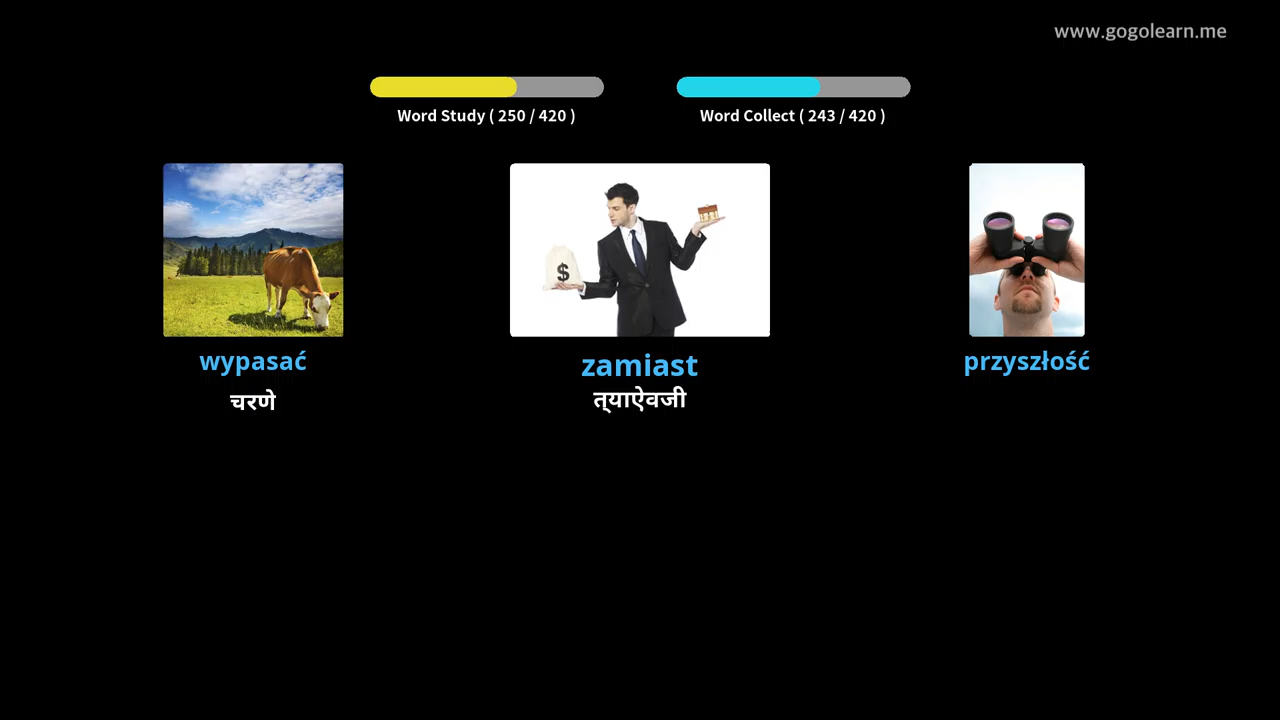 www.gogolearn.me
Word Study ( 250 / 420 )
Word Collect ( 243 / 420 )
$
wypasać
zamiast
przyszłość
चरणे
त्याऐवजी